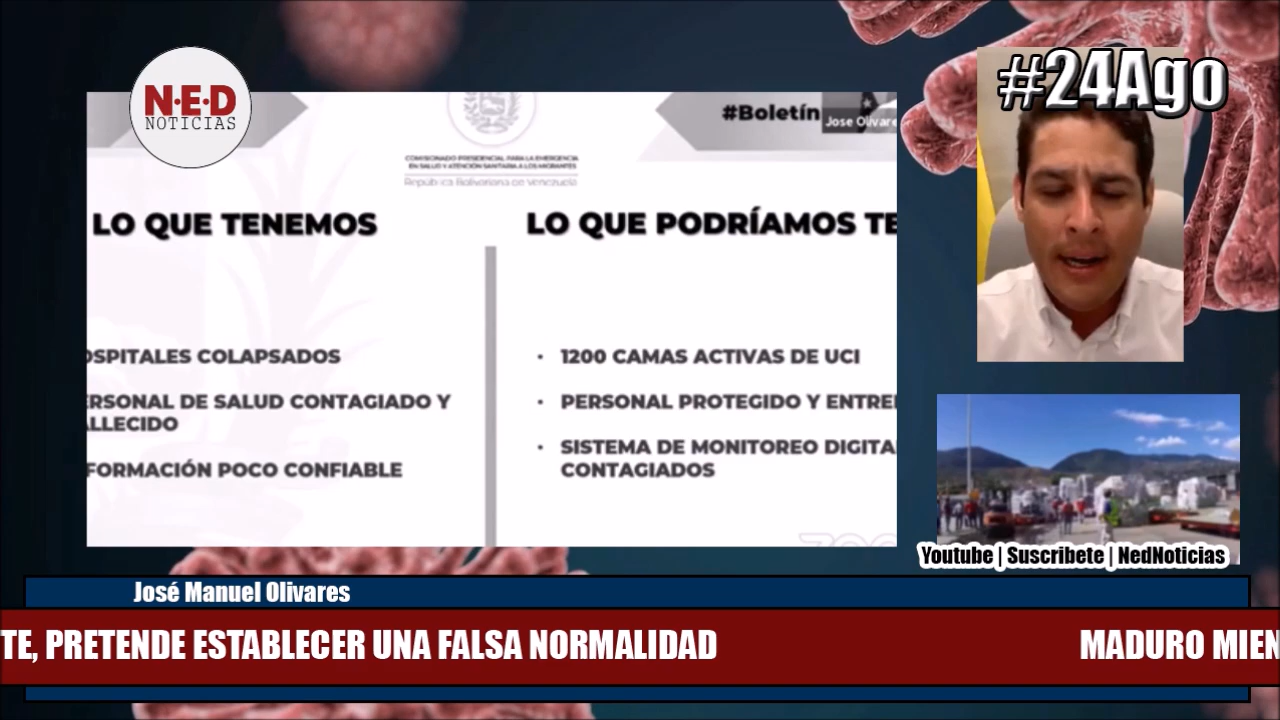 N·E·D
NOTICIAS
#Boletín
Jose Olivare
#24Ago
COMISIONADO PRESIDENCIAL PARA LA EMERGENCIA
EN SALUD Y ATENCIÓN SANITARIA A LOS MIGRANTES
República Bolivariana de Venezuela
LO QUE TENEMOS
LO QUE PODRÍAMOS TE
OSPITALES COLAPSADOS
ERSONAL DE SALUD CONTAGIADO Y
ALLECIDO
FORMACIÓN POCO CONFIABLE
· 1200 CAMAS ACTIVAS DE UCI
· PERSONAL PROTEGIDO Y ENTRE
· SISTEMA DE MONITOREO DIGITA
CONTAGIADOS
Youtube | Suscribete | NedNoticias
José Manuel Olivares
TE, PRETENDE ESTABLECER UNA FALSA NORMALIDAD
MADURO MIEN